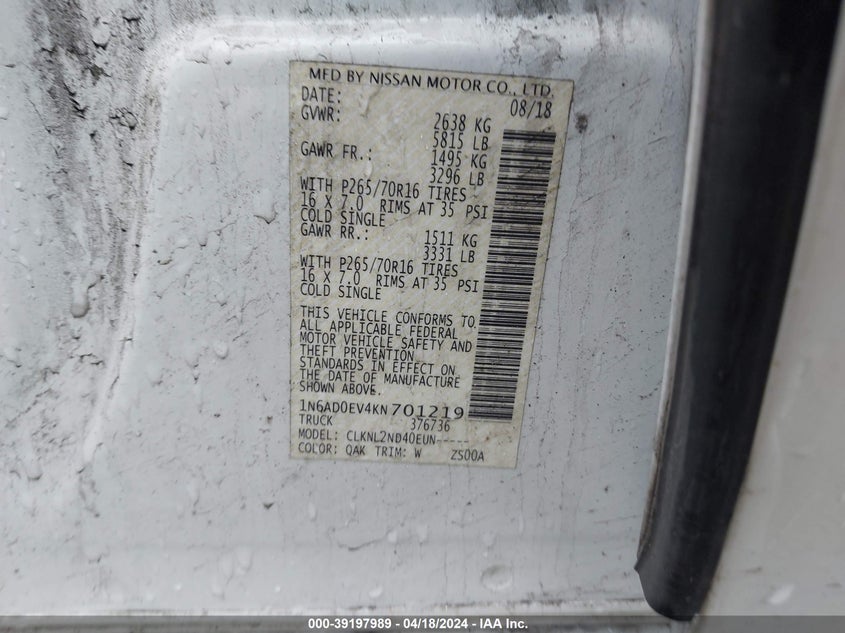 MFD BY NISSAN MOTOR CO., LTD.
DATE: 08/18
GVWR: 2638 KG
5815 LB
GAWR FR.: 1495 KG
3296 LB
WITH P265/70R16 TIRES
16 X 7.0 RIMS AT 35 PSI
COLD SINGLE
GAWR RR.: 1511 KG
3331 LB
WITH P265/70R16 TIRES
16 X 7.0 RIMS AT 35 PSI
COLD SINGLE
THIS VEHICLE CONFORMS TO
ALL APPLICABLE FEDERAL
MOTOR VEHICLE SAFETY AND
THEFT PREVENTION
STANDARDS IN EFFECT ON
THE DATE OF MANUFACTURE
SHOWN ABOVE.
1N6AD0EV4KN701219
TRUCK 376736
MODEL: CLKNL2ND40EUN-----
COLOR: QAK TRIM: W ZS00A
000-39197989 - 04/18/2024 - IAA Inc.